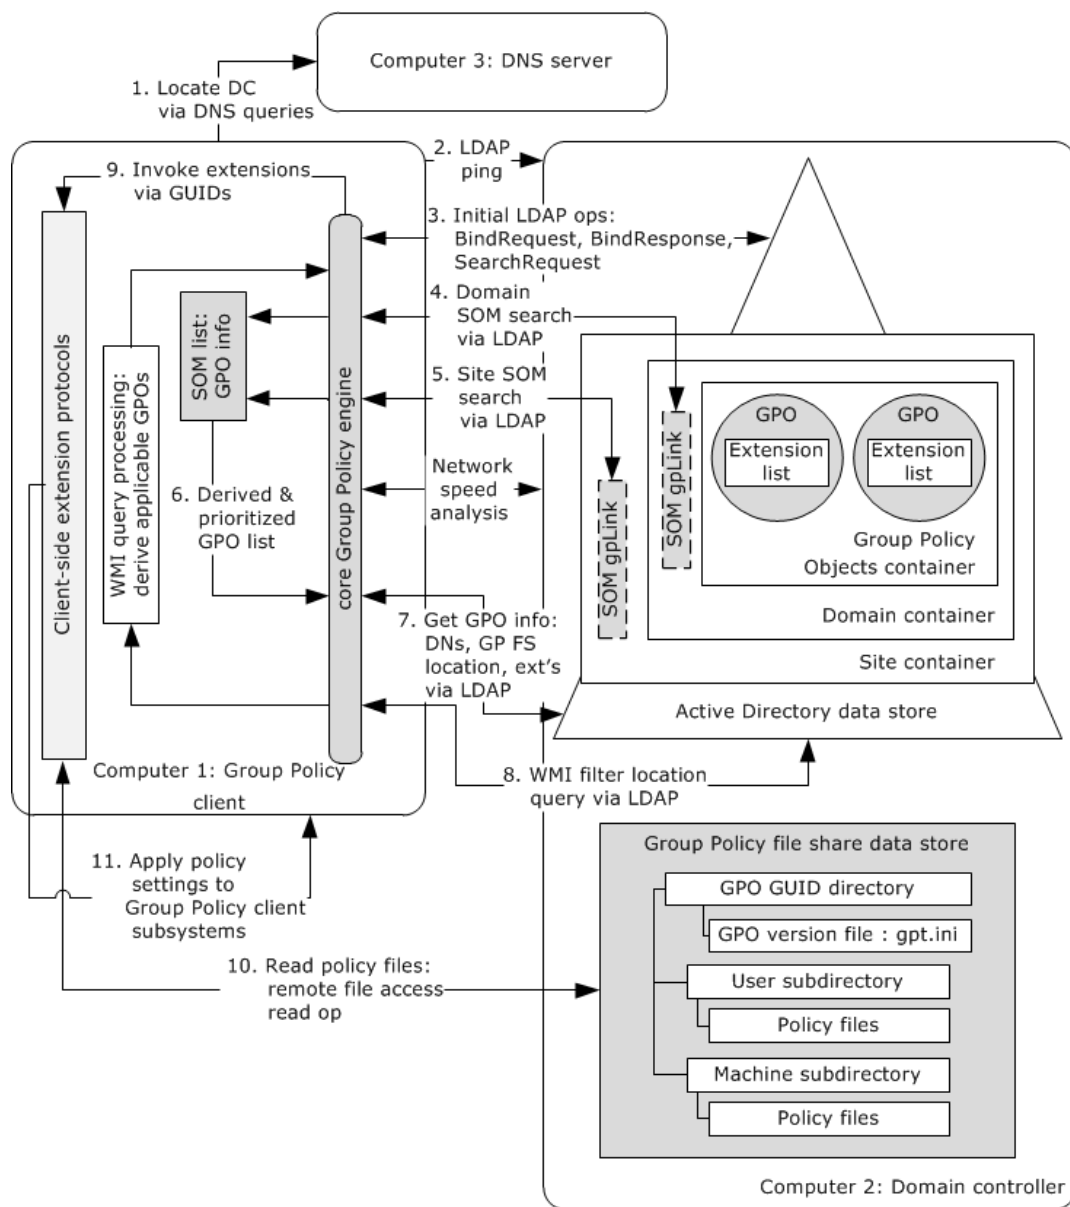 Computer 3: DNS server
1. Locate DC
via DNS queries
2. LDAP
ping
9. Invoke extensions
via GUIDs
3. Initial LDAP ops:
BindRequest, BindResponse,
SearchRequest
4. Domain
SOM search
via LDAP
SOM list:
GPO info
5. Site SOM
search
via LDAP
Client-side extension protocols
WMI query processing:
derive applicable GPOs
core Group Policy engine
GPO
Extension
list
GPO
Extension
list
SOM gpLink
SOM gpLink
Network
speed
analysis
6. Derived &
prioritized
GPO list
Group Policy
Objects container
Domain container
Site container
7. Get GPO info:
DNs, GP FS
location, ext's
via LDAP
Active Directory data store
Computer 1: Group Policy
client
8. WMI filter location
query via LDAP
Group Policy file share data store
11. Apply policy
settings to
Group Policy client
subsystems
GPO GUID directory
GPO version file : gpt.ini
10. Read policy files:
remote file access
read op
User subdirectory
Policy files
Machine subdirectory
Policy files
Computer 2: Domain controller